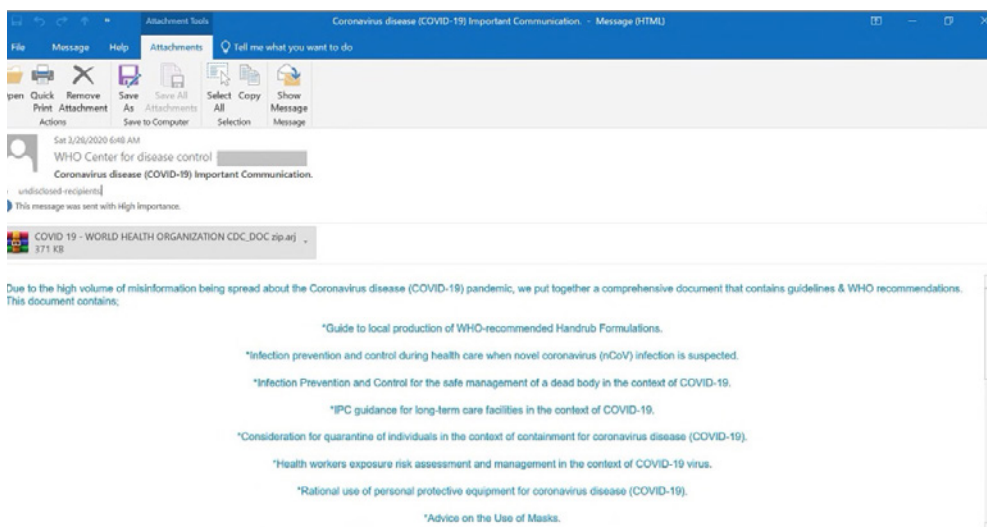 Attachment Tools
Coronavirus disease (COVID-19) Important Communication. - Message (HTML)
File Message Help Attachments Tell me what you want to do
Quick Print
Remove Attachment
Save As
Save All Attachments
Select All
Copy
Show Message
Actions Save to Computer Selection Message
WHO Center for disease control
Coronavirus disease (COVID-19) Important Communication.
undisclosed-recipients
This message was sent with High Importance.
COVID 19 - WORLD HEALTH ORGANIZATION CDC_DOC zip.arj
371 KB
Due to the high volume of misinformation being spread about the Coronavirus disease (COVID-19) pandemic, we put together a comprehensive document that contains guidelines & WHO recommendations.
This document contains;
*Guide to local production of WHO-recommended Handrub Formulations.
*Infection prevention and control during health care when novel coronavirus (nCoV) infection is suspected.
*Infection Prevention and Control for the safe management of a dead body in the context of COVID-19.
*IPC guidance for long-term care facilities in the context of COVID-19.
*Consideration for quarantine of individuals in the context of containment for coronavirus disease (COVID-19).
*Health workers exposure risk assessment and management in the context of COVID-19 virus.
*Rational use of personal protective equipment for coronavirus disease (COVID-19).
*Advice on the Use of Masks.